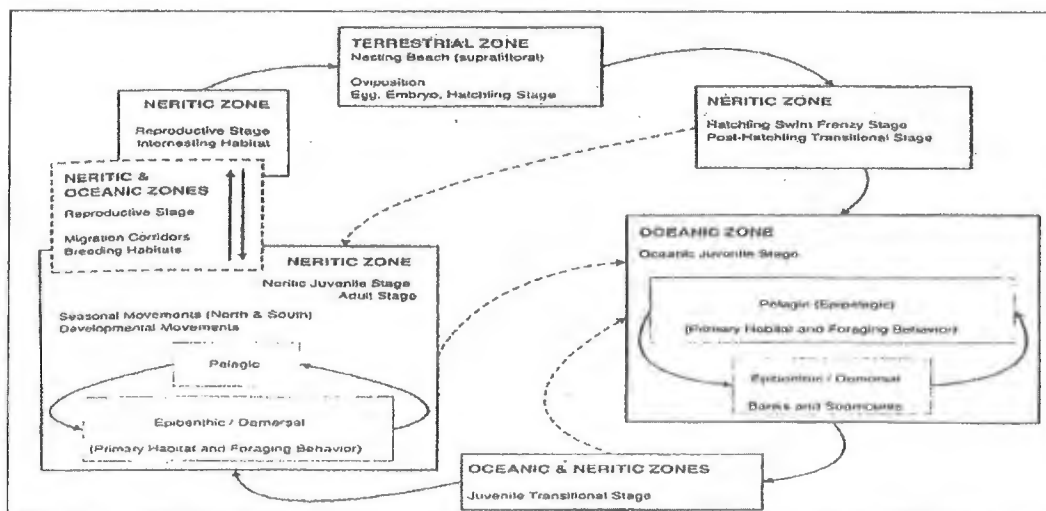 TERRESTRIAL ZONE
Nesting Beach (supralittoral)
Oviposition
Egg, Embryo, Hatchling Stage
NERITIC ZONE
Hatchling Swim Frenzy Stage
Post-Hatchling Transitional Stage
OCEANIC ZONE
Oceanic Juvenile Stage
Pelagic (Epipelagic)
(Primary Habitat and Foraging Behavior)
Epibenthic / Demersal
Banks and Seamounts
OCEANIC & NERITIC ZONES
Juvenile Transitional Stage
NERITIC ZONE
Neritic Juvenile Stage
Adult Stage
Seasonal Movements (North & South)
Developmental Movements
Pelagic
Epibenthic / Demersal
(Primary Habitat and Foraging Behavior)
NERITIC &
OCEANIC ZONES
Reproductive Stage
Migration Corridors
Breeding Habitats
NERITIC ZONE
Reproductive Stage
Internesting Habitat